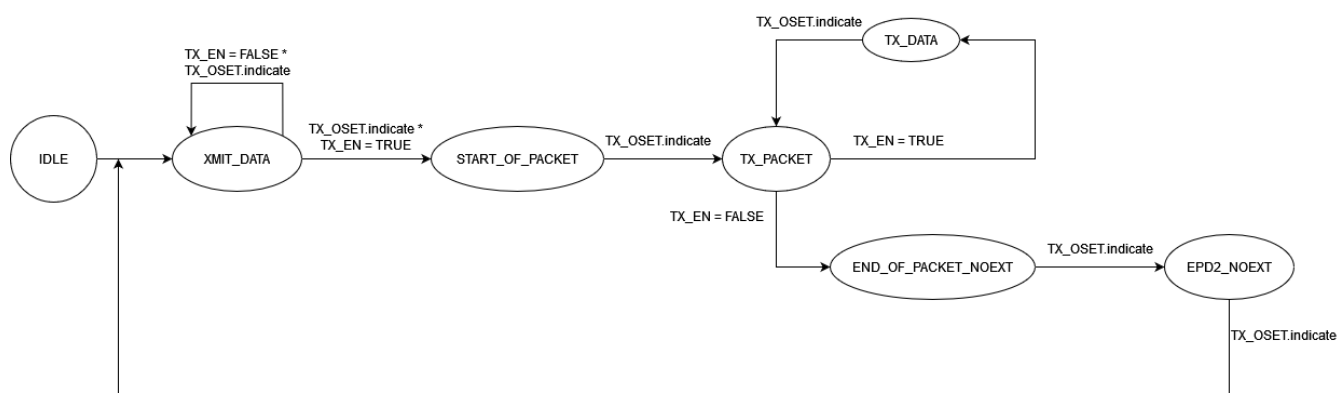 TX_OSET.indicate
TX_DATA
TX_EN = FALSE *
TX_OSET.indicate
IDLE
XMIT_DATA
TX_OSET.indicate *
TX_EN = TRUE
START_OF_PACKET
TX_OSET.indicate
TX_PACKET
TX_EN = TRUE
TX_EN = FALSE
END_OF_PACKET_NOEXT
TX_OSET.indicate
EPD2_NOEXT
TX_OSET.indicate